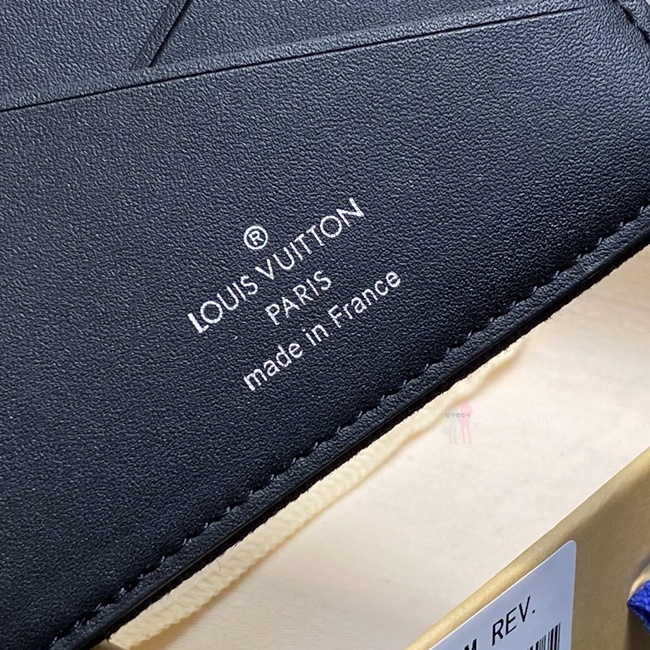 ®
LOUIS VUITTON
PARIS
made in France
M REV.